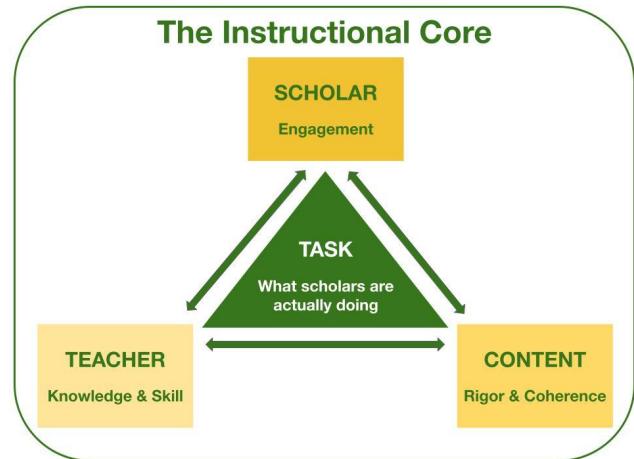 The Instructional Core
SCHOLAR
Engagement
TASK
What scholars are
actually doing
TEACHER
Knowledge & Skill
CONTENT
Rigor & Coherence